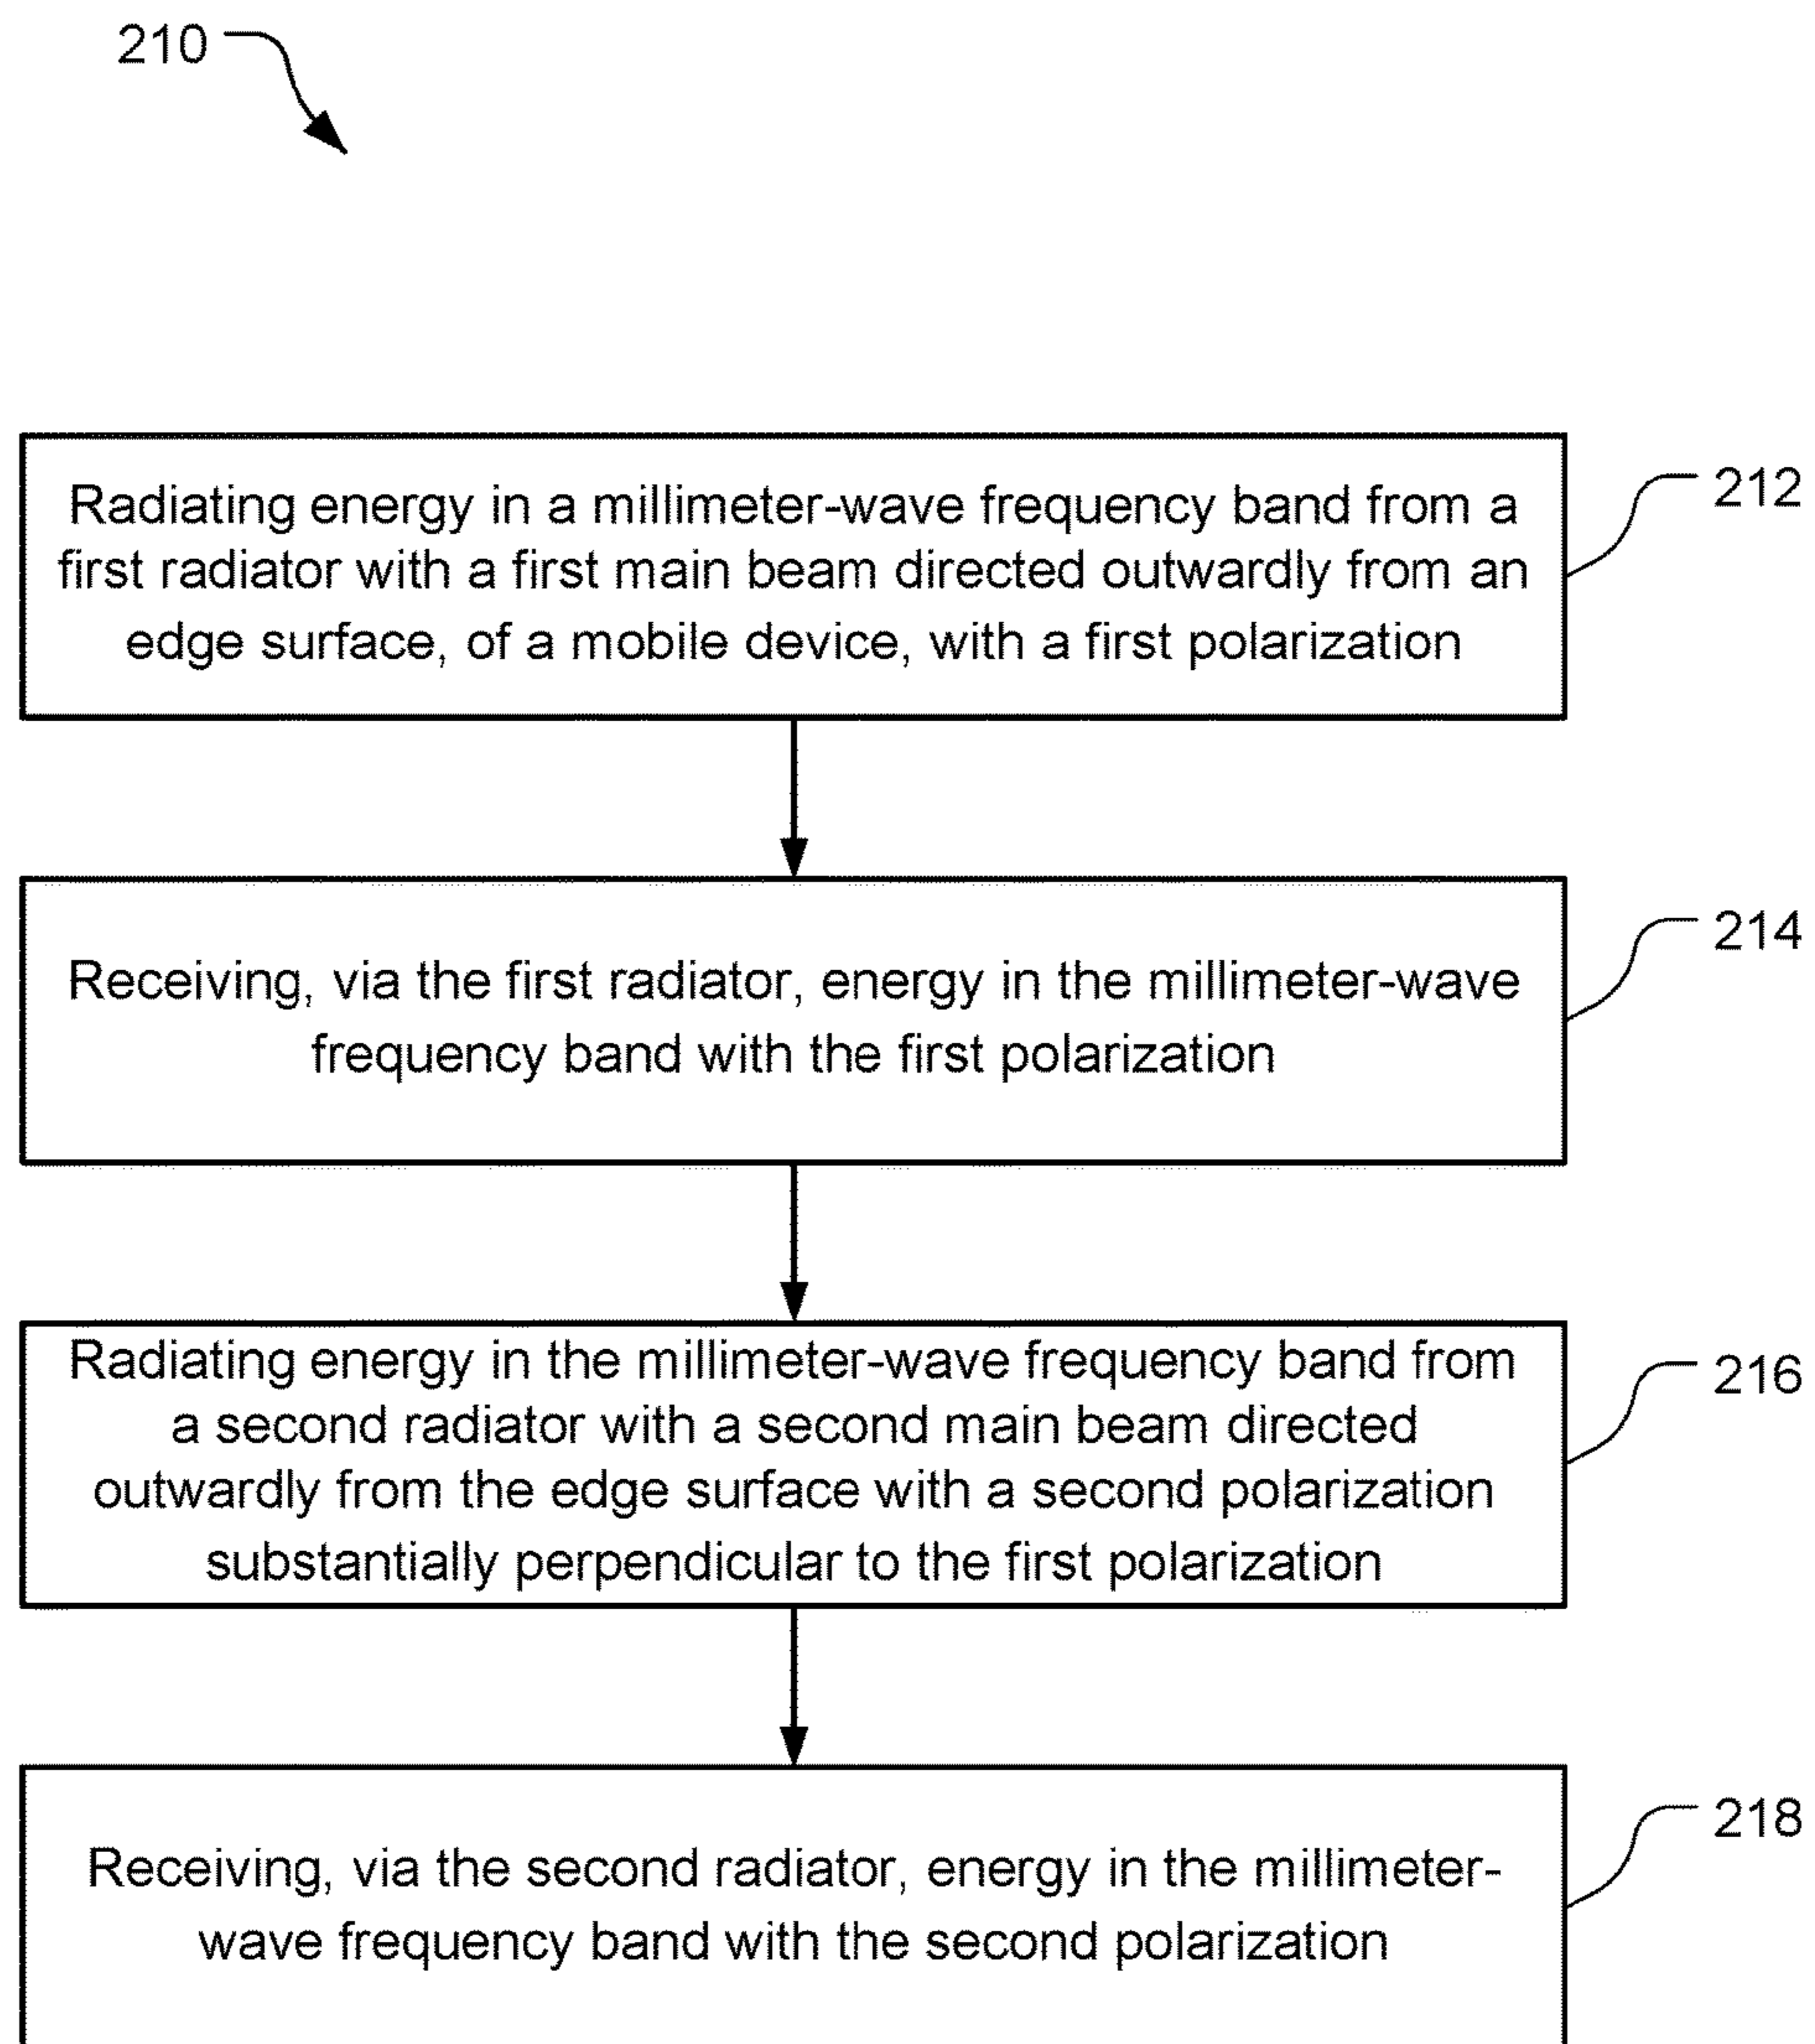 210
Radiating energy in a millimeter-wave frequency band from a
first radiator with a first main beam directed outwardly from an
edge surface, of a mobile device, with a first polarization
212
Receiving, via the first radiator, energy in the millimeter-wave
frequency band with the first polarization
214
Radiating energy in the millimeter-wave frequency band from
a second radiator with a second main beam directed
outwardly from the edge surface with a second polarization
substantially perpendicular to the first polarization
216
Receiving, via the second radiator, energy in the millimeter-
wave frequency band with the second polarization
218